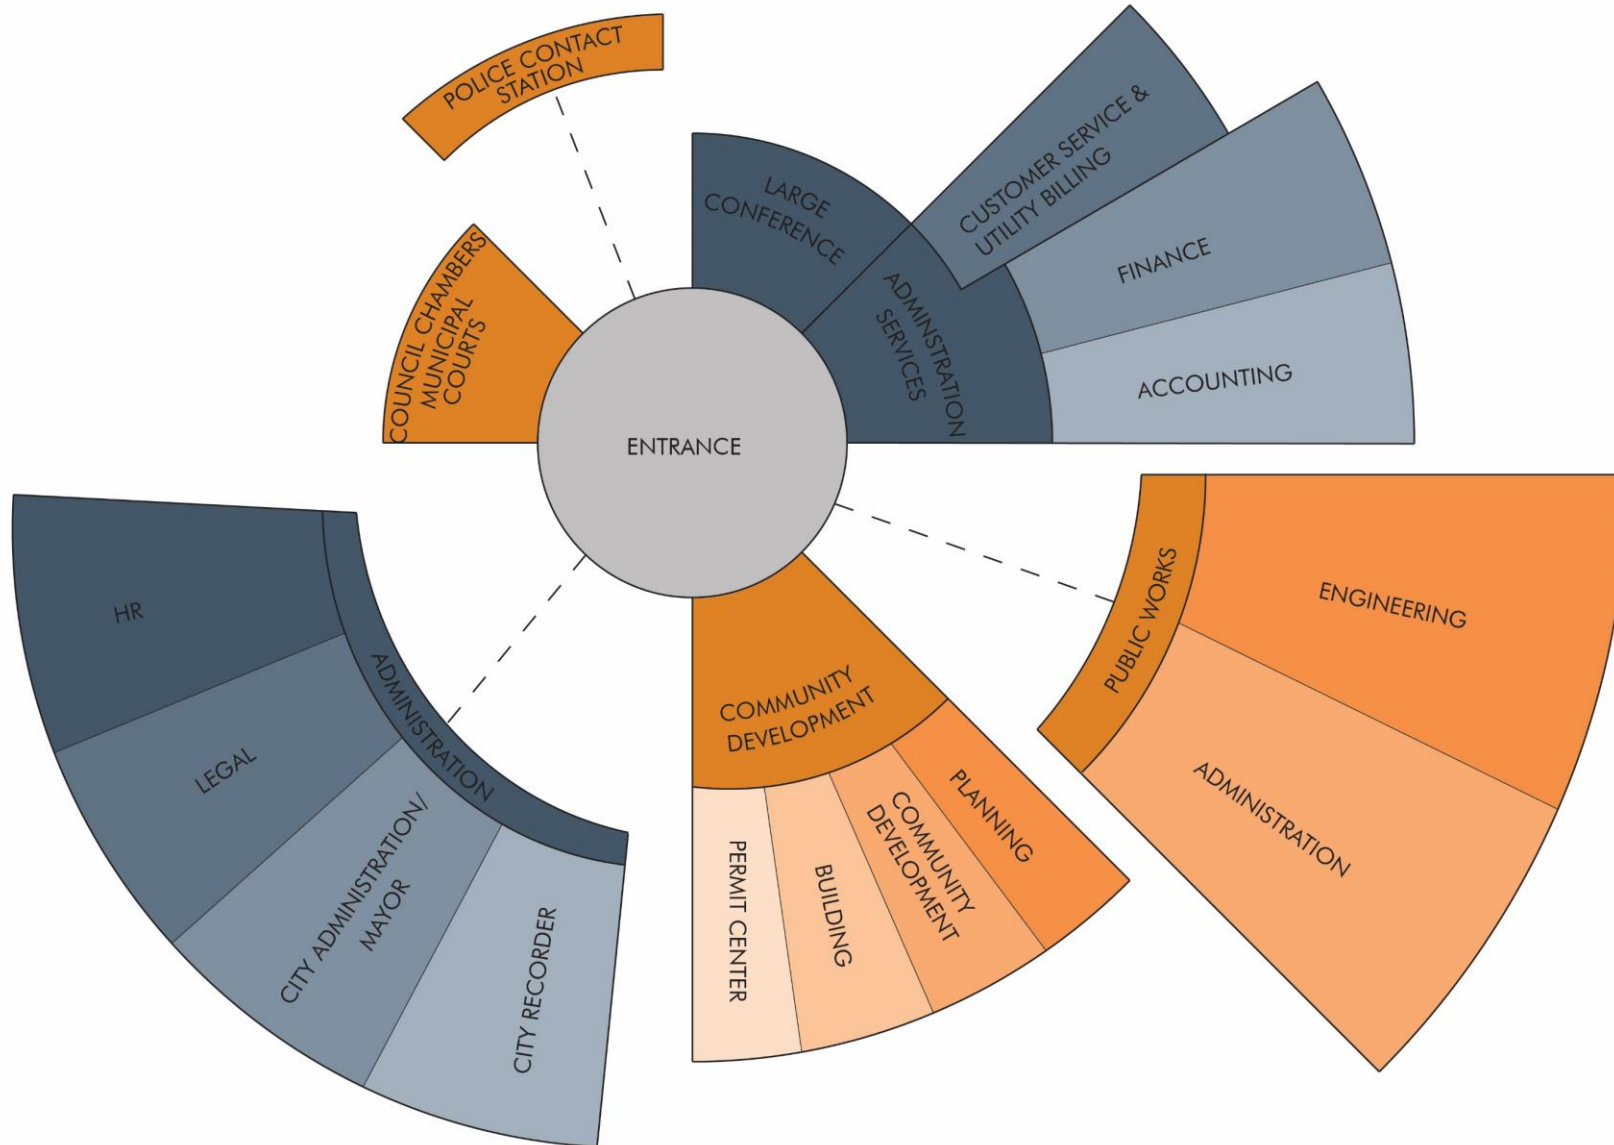 POLICE CONTACT
STATION
LARGE
CONFERENCE
CUSTOMER SERVICE &
UTILITY BILLING
FINANCE
ACCOUNTING
ADMINSTRATION
SERVICES
COUNCIL CHAMBERS
MUNICIPAL
COURTS
ENTRANCE
HR
LEGAL
CITY ADMINISTRATION/
MAYOR
CITY RECORDER
ADMINISTRATION
COMMUNITY
DEVELOPMENT
PERMIT CENTER
BUILDING
COMMUNITY
DEVELOPMENT
PLANNING
PUBLIC WORKS
ENGINEERING
ADMINISTRATION